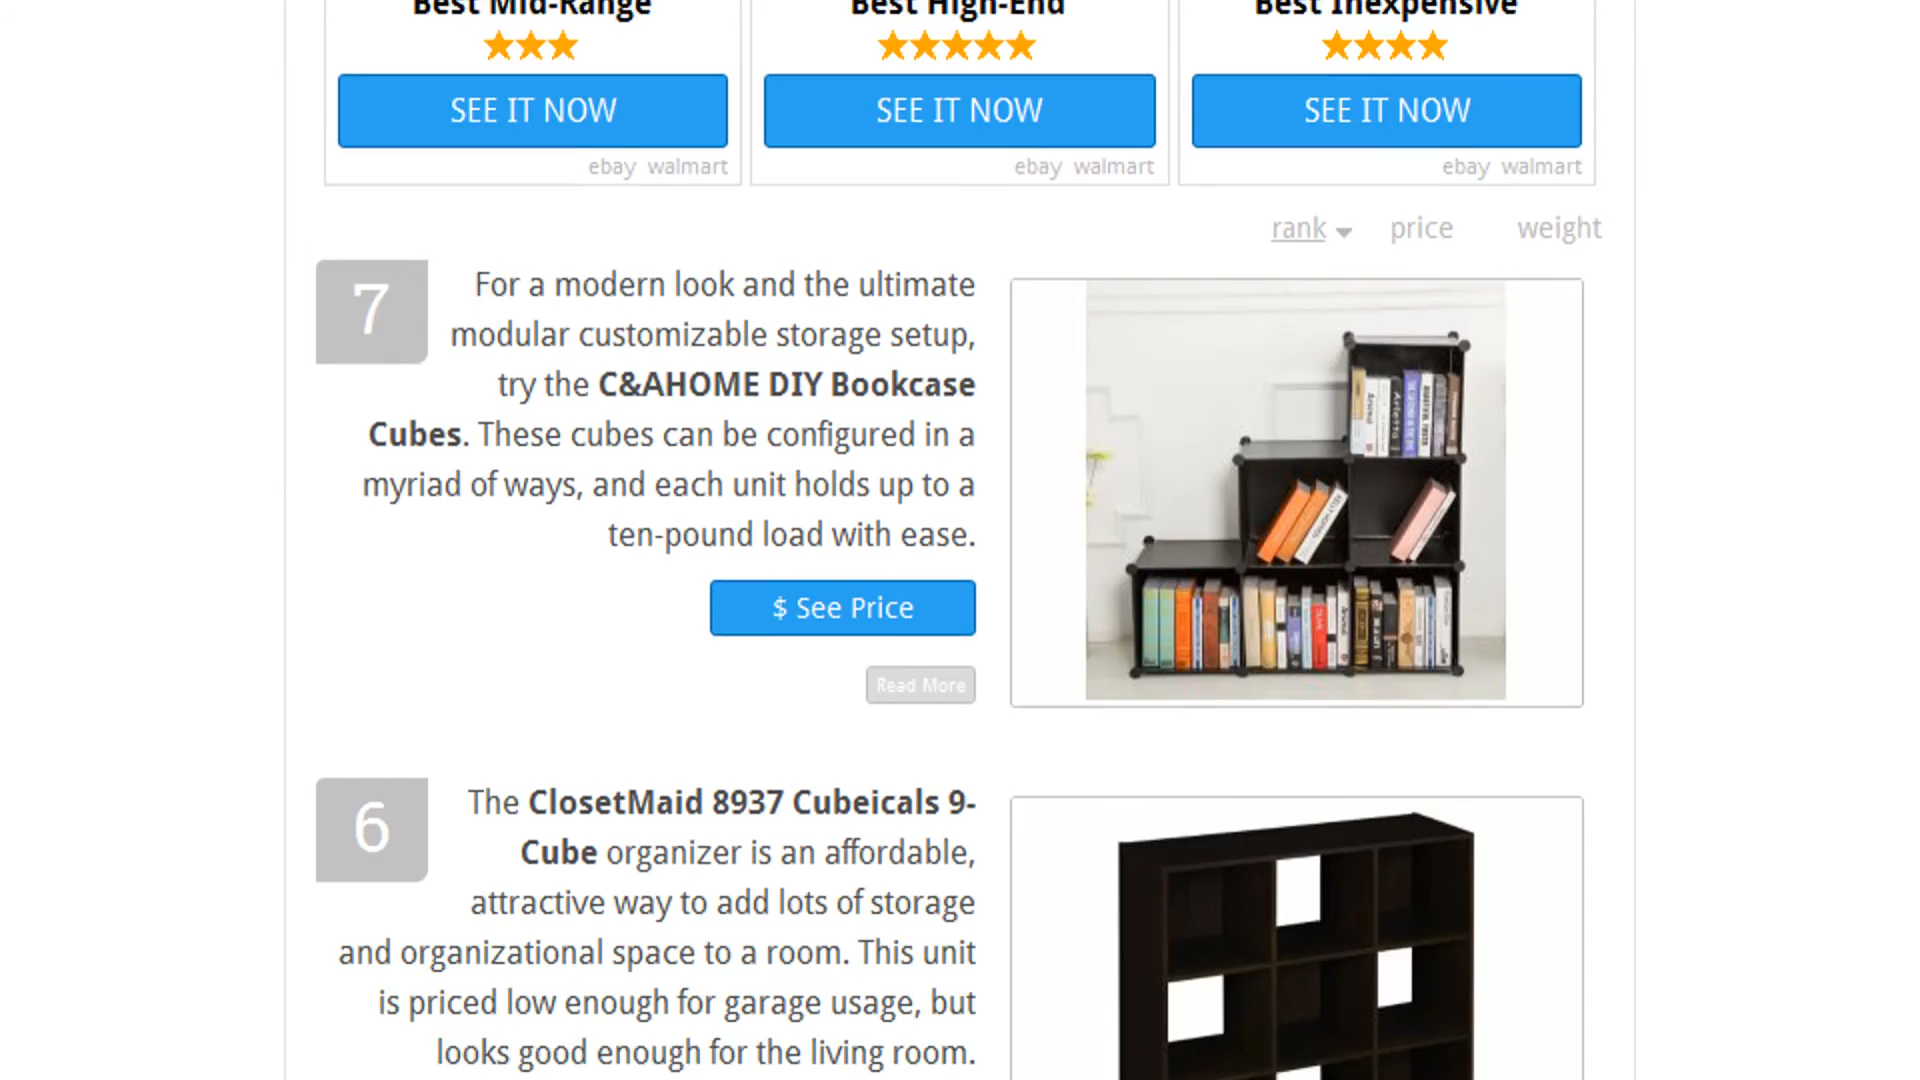 Best Mid-Range
Best High-End
Best Inexpensive
SEE IT NOW
SEE IT NOW
SEE IT NOW
ebay walmart
ebay walmart
ebay walmart
rank price weight
7
For a modern look and the ultimate
modular customizable storage setup,
try the C&AHOME DIY Bookcase
Cubes. These cubes can be configured in a
myriad of ways, and each unit holds up to a
ten-pound load with ease.
$ See Price
Read More
6
The ClosetMaid 8937 Cubeicals 9-
Cube organizer is an affordable,
attractive way to add lots of storage
and organizational space to a room. This unit
is priced low enough for garage usage, but
looks good enough for the living room.